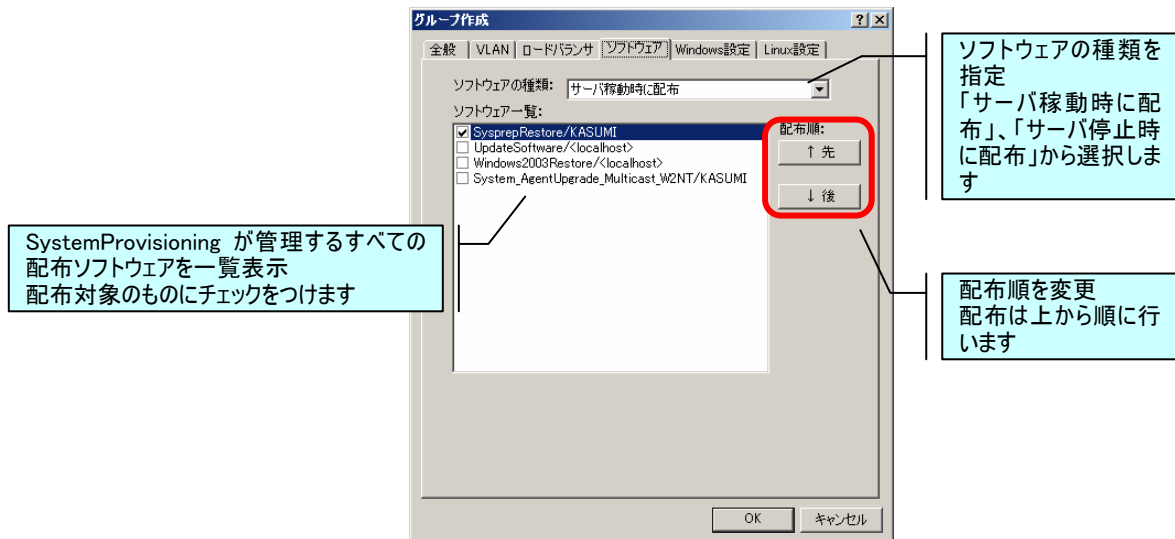 グループ作成
全般 VLAN ロードバランサ ソフトウェア Windows設定 Linux設定
ソフトウェアの種類: サーバ稼動時に配布
ソフトウェア一覧:
SysprepRestore/KASUMI
UpdateSoftware/<localhost>
Windows2003Restore/<localhost>
System_AgentUpgrade_Multicast_W2NT/KASUMI
配布順:
↑ 先
↓ 後
OK キャンセル
ソフトウェアの種類を
指定
「サーバ稼動時に配
布」、「サーバ停止時
に配布」から選択しま
す
SystemProvisioning が管理するすべての
配布ソフトウェアを一覧表示
配布対象のものにチェックをつけます
配布順を変更
配布は上から順に行
います